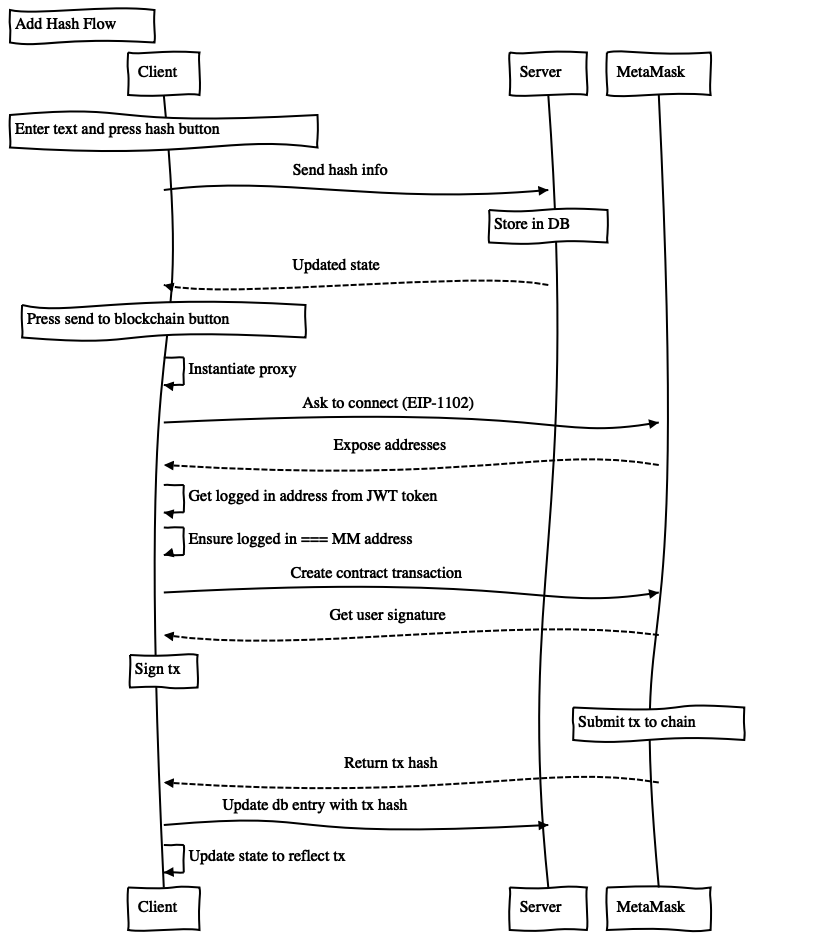 Add Hash Flow
Client
Server
MetaMask
Enter text and press hash button
Send hash info
Store in DB
Updated state
Press send to blockchain button
Instantiate proxy
Ask to connect (EIP-1102)
Expose addresses
Get logged in address from JWT token
Ensure logged in === MM address
Create contract transaction
Get user signature
Sign tx
Submit tx to chain
Return tx hash
Update db entry with tx hash
Update state to reflect tx
Client
Server
MetaMask